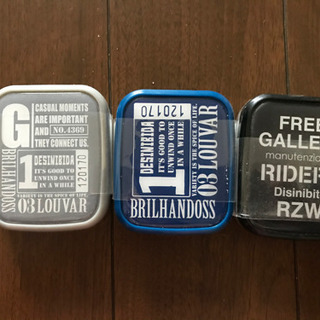 G
CASUAL MOMENTS
ARE IMPORTANT
AND NO.4369
THEY CONNECT US.
BRILHANDOSS
1
DESINIBIDA
IT'S GOOD TO
UNWIND ONCE
IN A WHILE
120170
VARIETY IS THE SPICE OF LIFE.
03 LOUVAR
120170
1
DESINIBIDA
IT'S GOOD TO
UNWIND ONCE
IN A WHILE
VARIETY IS THE SPICE OF LIFE.
03 LOUVAR
BRILHANDOSS
FREE
GALLE
manutenzio
RIDER
Disinibit
RZW